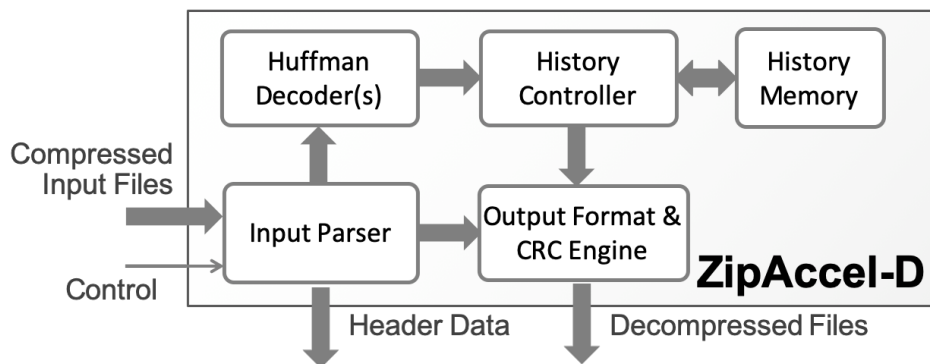 Huffman
Decoder(s)
History
Controller
History
Memory
Compressed
Input Files
Input Parser
Output Format &
CRC Engine
ZipAccel-D
Control
Header Data
Decompressed Files